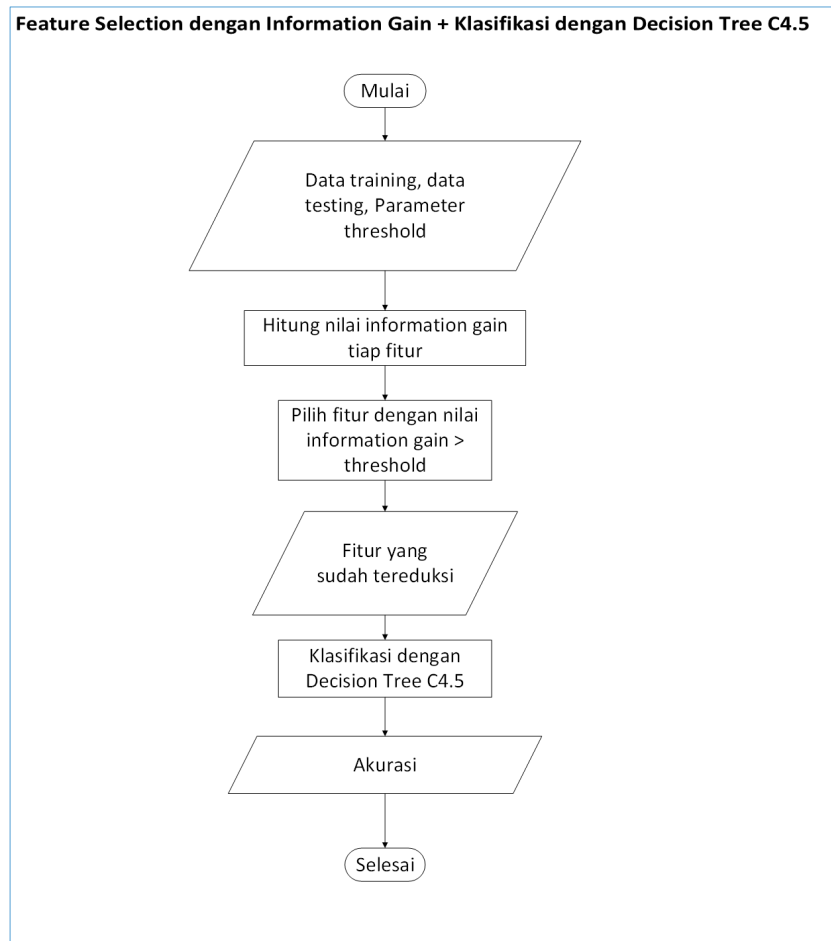 Feature Selection dengan Information Gain + Klasifikasi dengan Decision Tree C4.5
Mulai
Data training, data
testing, Parameter
threshold
Hitung nilai information gain
tiap fitur
Pilih fitur dengan nilai
information gain >
threshold
Fitur yang
sudah tereduksi
Klasifikasi dengan
Decision Tree C4.5
Akurasi
Selesai